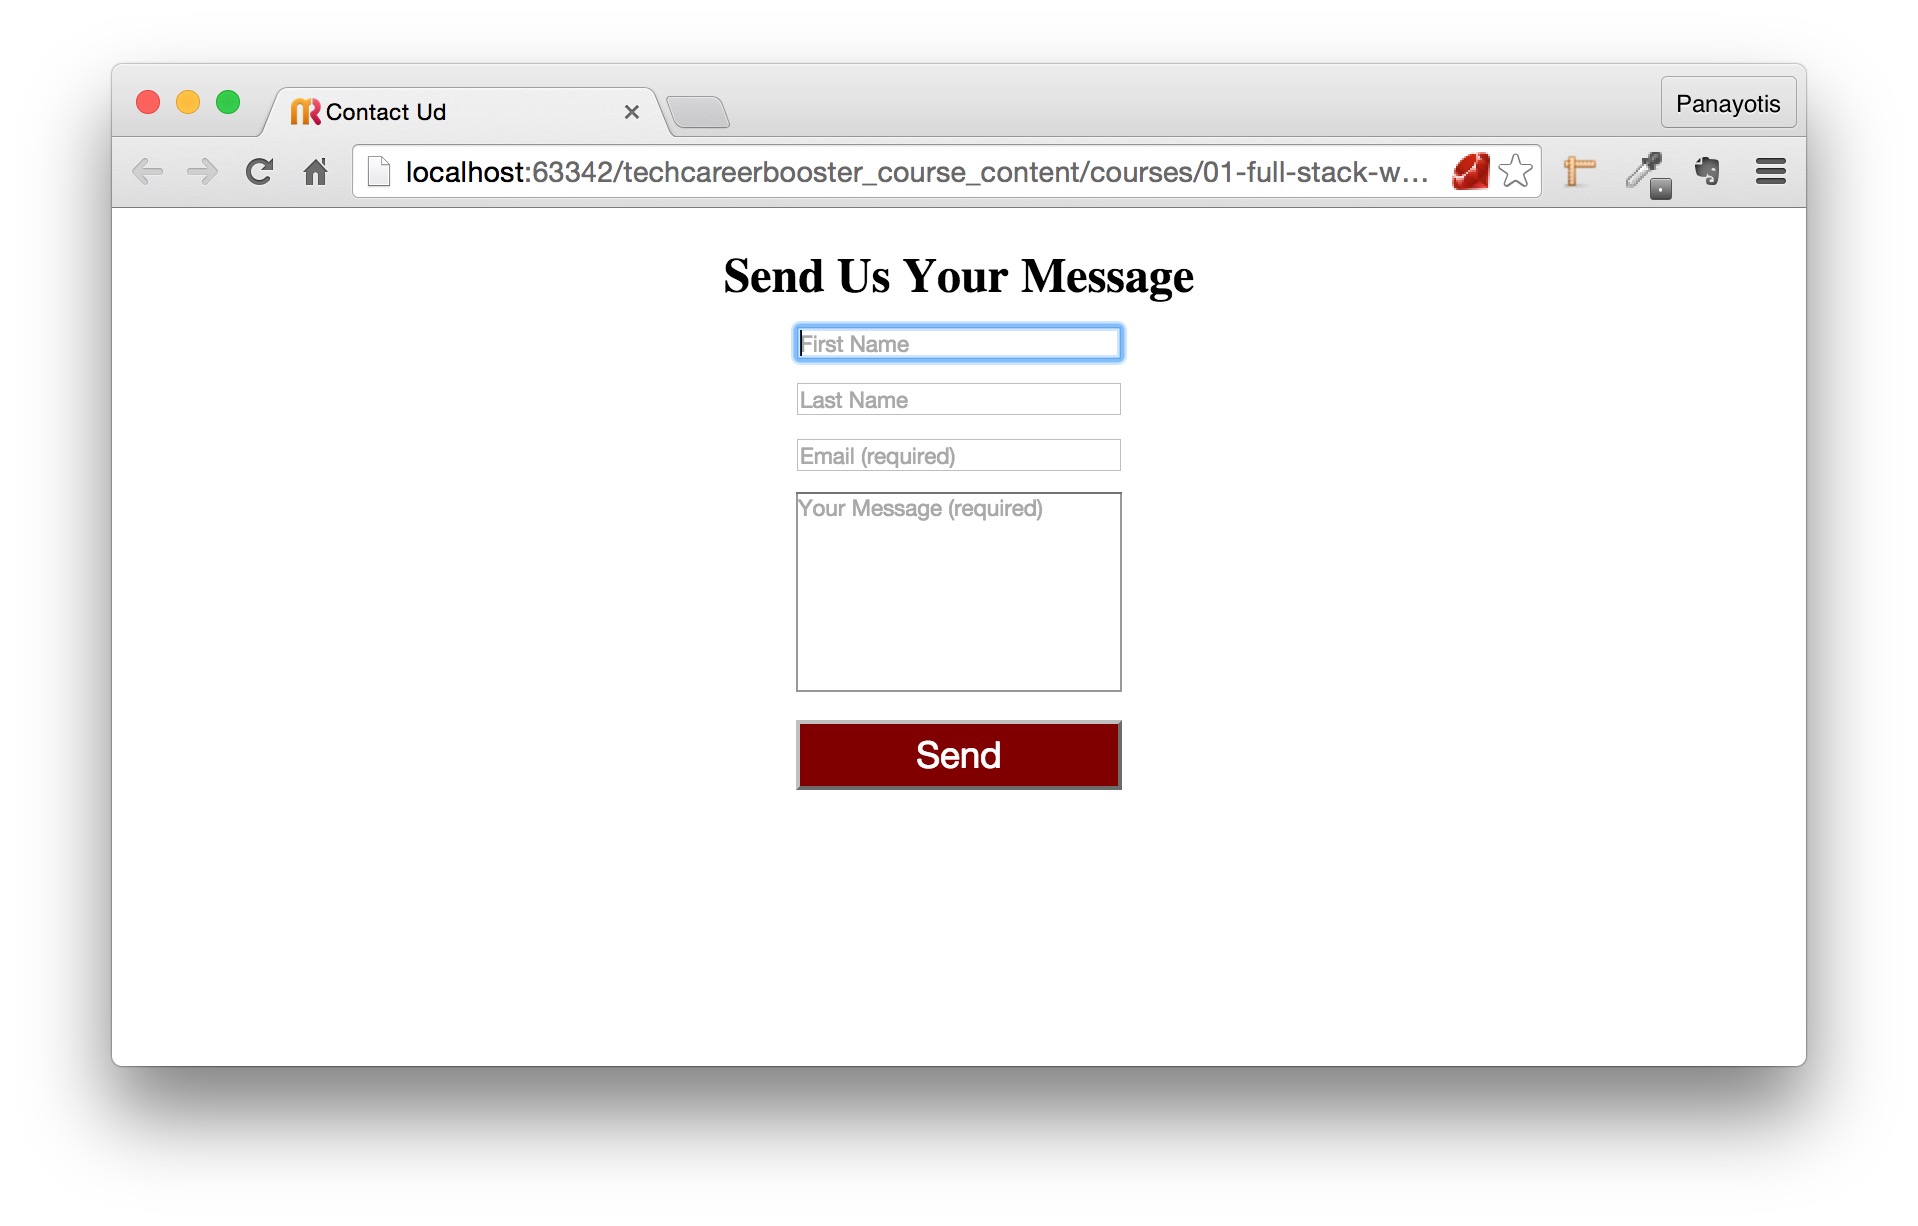 Contact Ud
Panayotis
localhost:63342/techcareerbooster_course_content/courses/01-full-stack-w...
Send Us Your Message
First Name
Last Name
Email (required)
Your Message (required)
Send